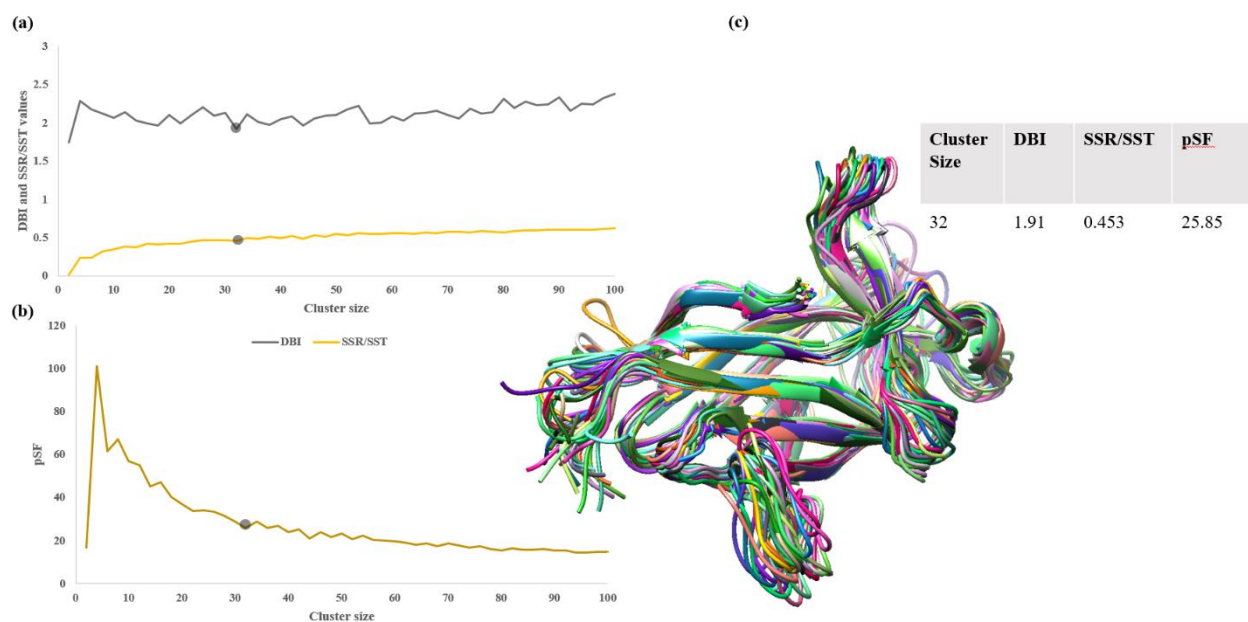 (a)
3
2.5
2
1.5
1
0.5
0
DBI and SSR/SST values
0 10 20 30 40 50 60 70 80 90 100
Cluster size
DBI SSR/SST
(b)
120
100
80
60
40
20
0
pSF
0 10 20 30 40 50 60 70 80 90 100
Cluster size
(c)
Cluster Size DBI SSR/SST pSF
32 1.91 0.453 25.85